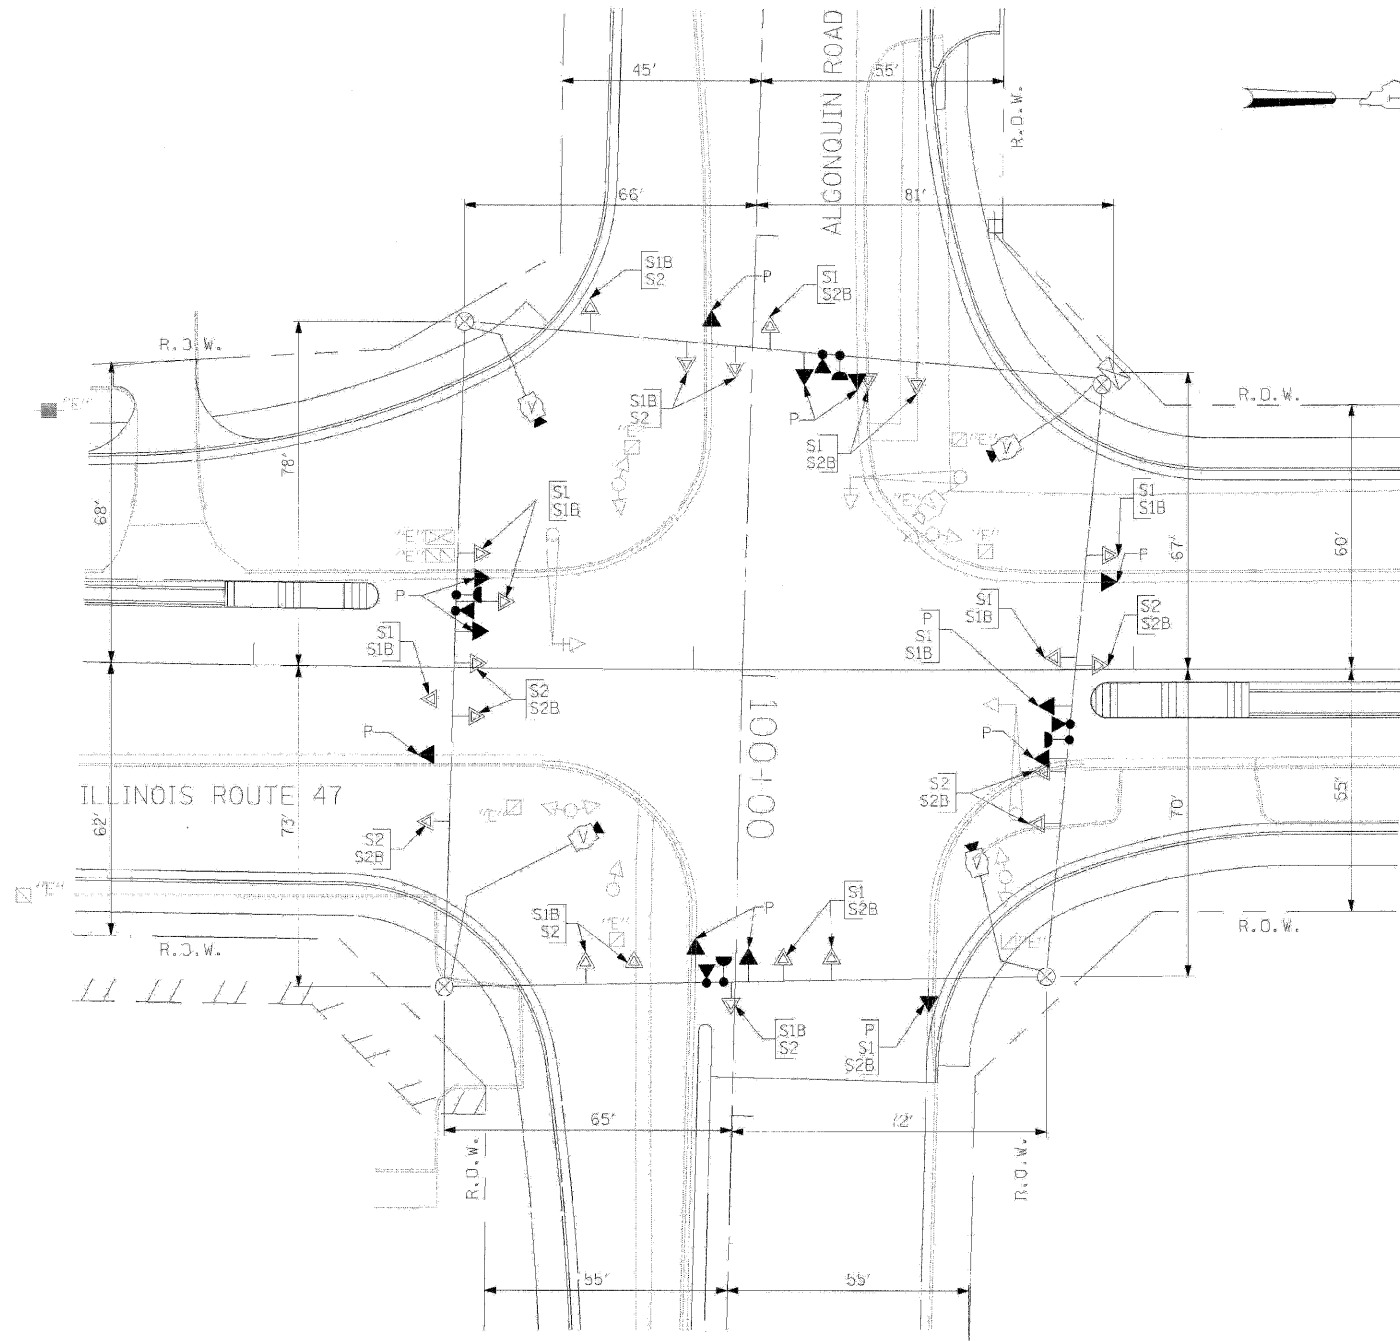 ALGONQUIN ROAD
45'
55'
R.O.W.
66'
81'
S1B
S2
P
S1
S2B
R.O.W.
"E"
S1B
S2
P
S1
S2B
R.O.W.
"E"
"E"
V
V
78'
68'
S1
S1B
"E"
"E"
"E"
"E"
S1
S1B
P
67'
60'
P
S1
S1B
P
S1
S1B
S1
S1B
S2
S2B
S2
S2B
P
P
100+00
ILLINOIS ROUTE 47
62'
73'
S2
S2B
70'
55'
S2
S2B
V
V
"E"
S1B
S2
"E"
P
S1
S2B
"E"
R.O.W.
R.O.W.
S1B
S2
P
S1
S2B
65'
72'
R.O.W.
R.O.W.
55'
55'